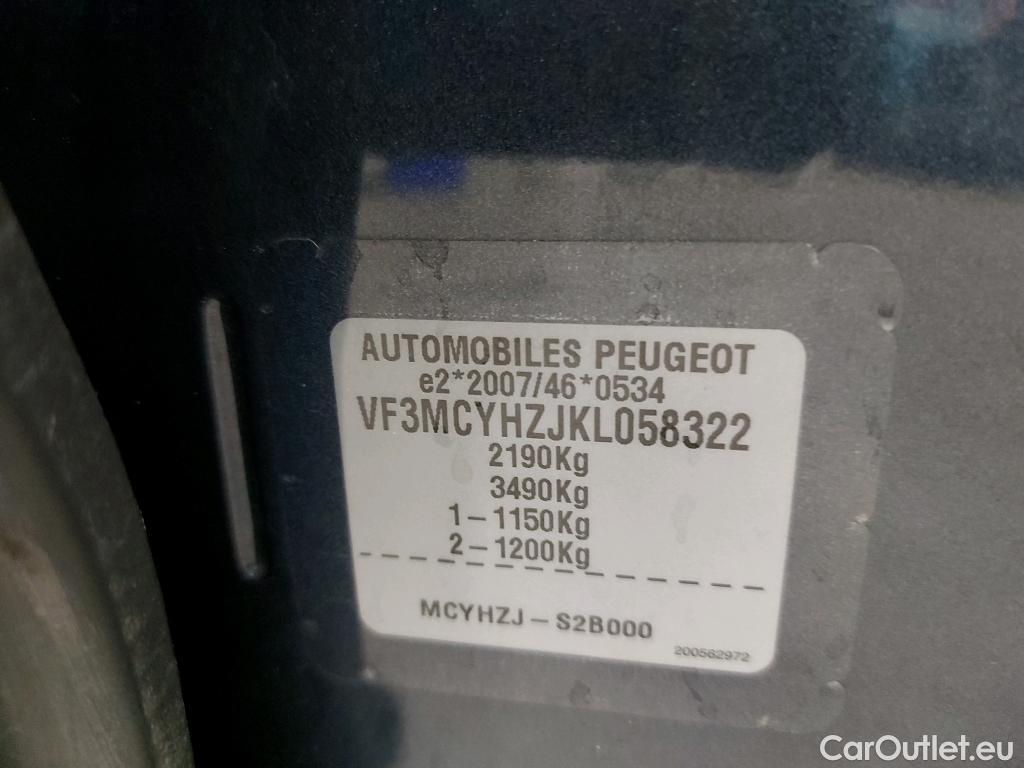 AUTOMOBILES PEUGEOT
e2*2007/46*0534
VF3MCYHZJKL058322
2190Kg
3490Kg
1-1150Kg
2-1200Kg
MCYHZJ-S2B000
200562972
CarOutlet.eu